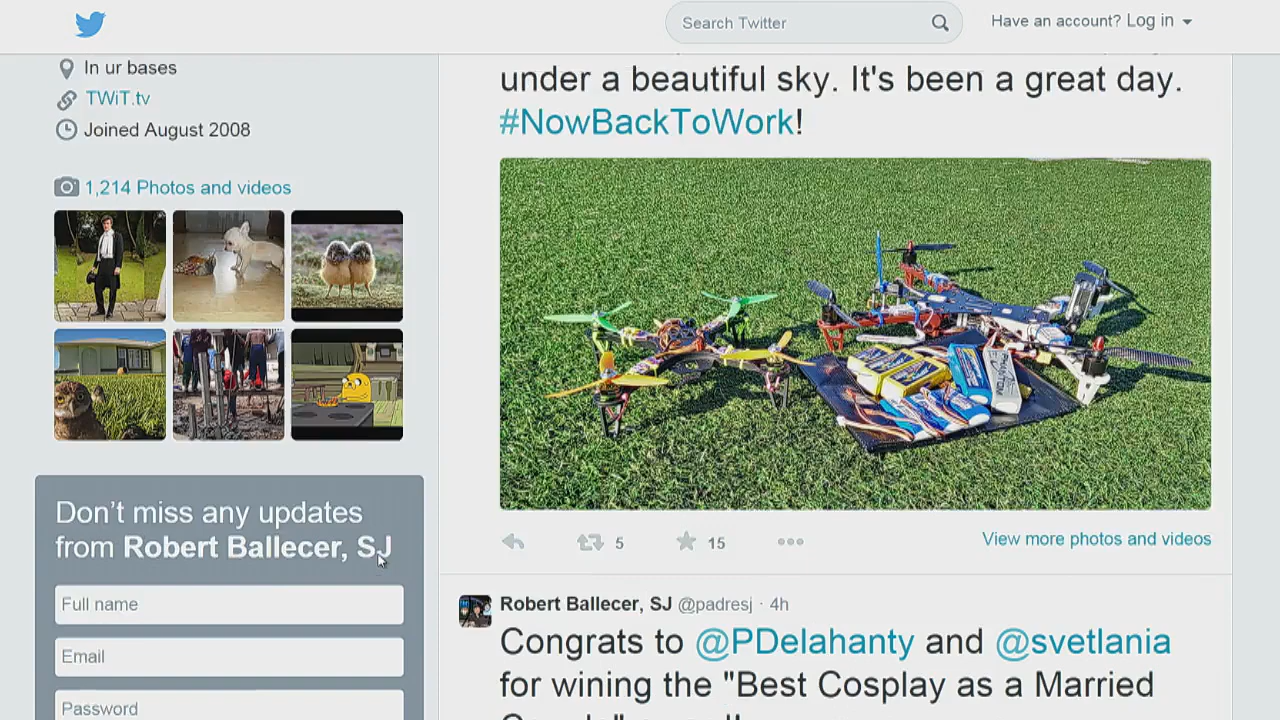 Search Twitter
Have an account? Log in
In ur bases
TWiT.tv
Joined August 2008
1,214 Photos and videos
Don't miss any updates
from Robert Ballecer, SJ
Full name
Email
Password
under a beautiful sky. It's been a great day.
#NowBackToWork!
5
15
View more photos and videos
Robert Ballecer, SJ @padresj · 4h
Congrats to @PDelahanty and @svetlania
for wining the "Best Cosplay as a Married